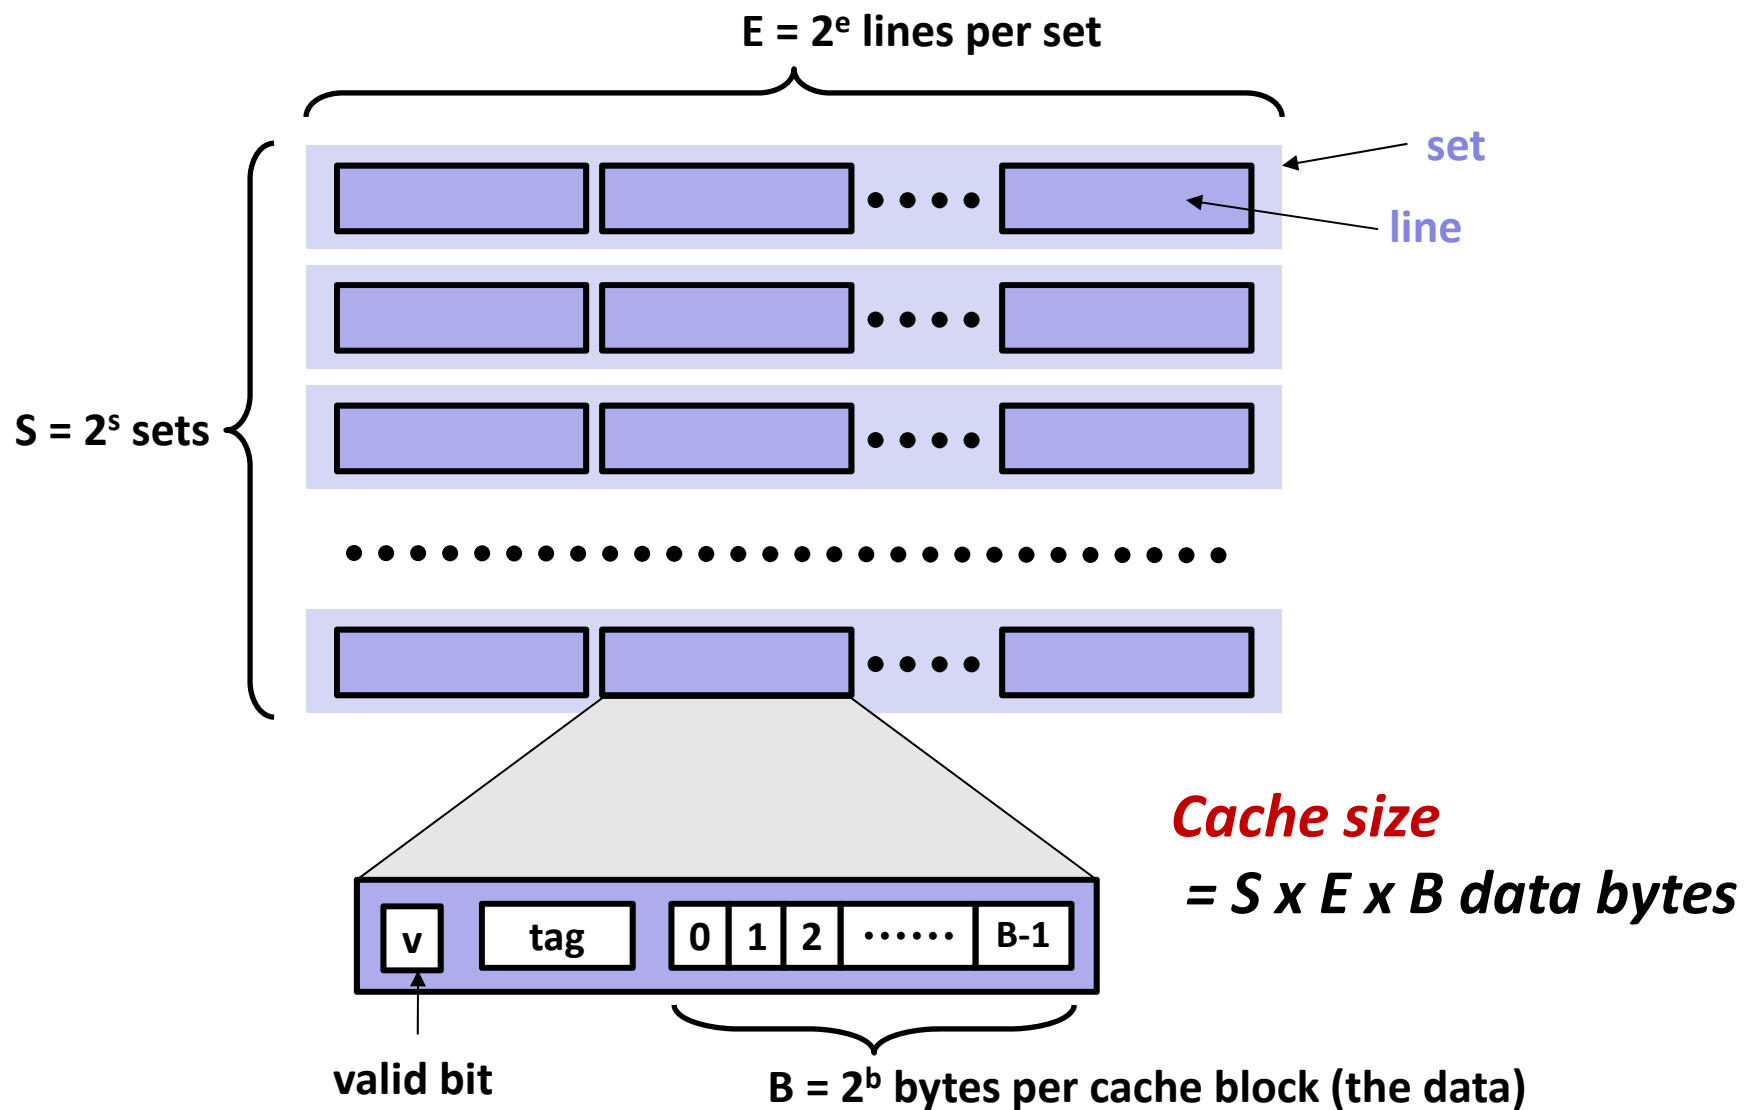 E = 2ᵉ lines per set
set
line
S = 2ˢ sets
Cache size
= S x E x B data bytes
v tag 0 1 2 ······ B-1
valid bit
B = 2ᵇ bytes per cache block (the data)